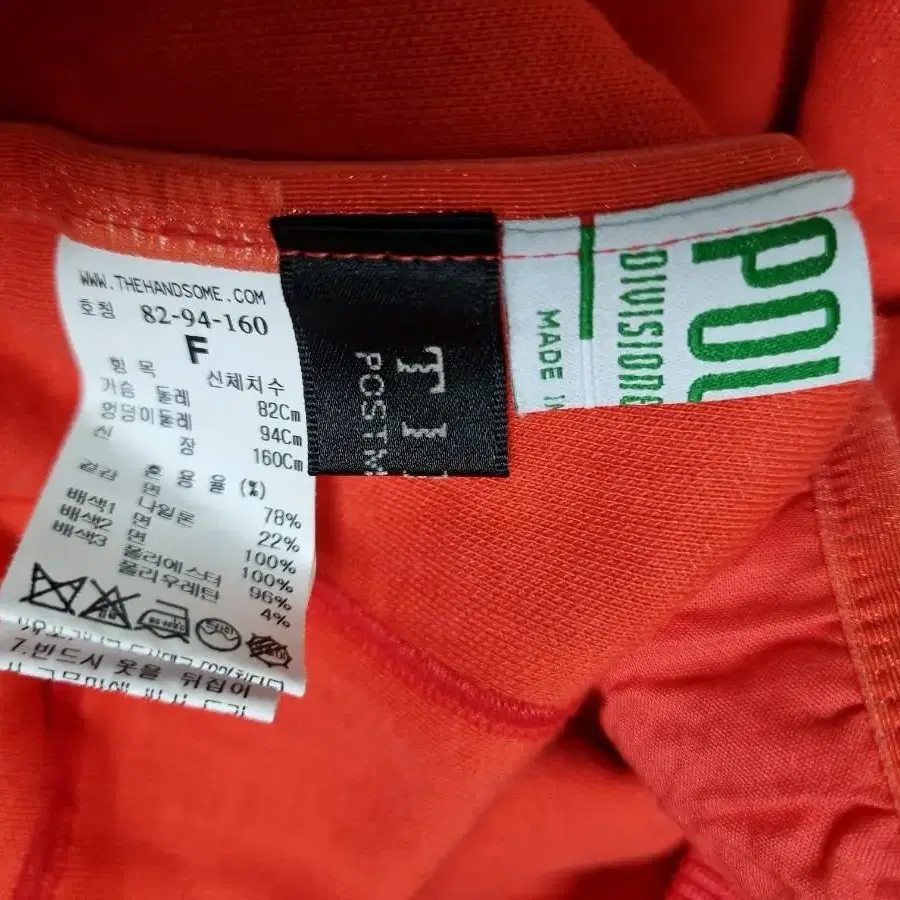 WWW.THEHANDSOME.COM
호칭 82-94-160
F
항 목 신체치수
가슴 둘레 82Cm
엉덩이둘레 94Cm
신 장 160Cm
겉감 혼 용 율 (%)
면 78%
나일론 22%
배색1 면 100%
배색2 면 100%
배색3 폴리에스터 96%
폴리우레탄 4%
7.반드시 옷을 뒤집어
POSTM
MADE
DIVISION
POL